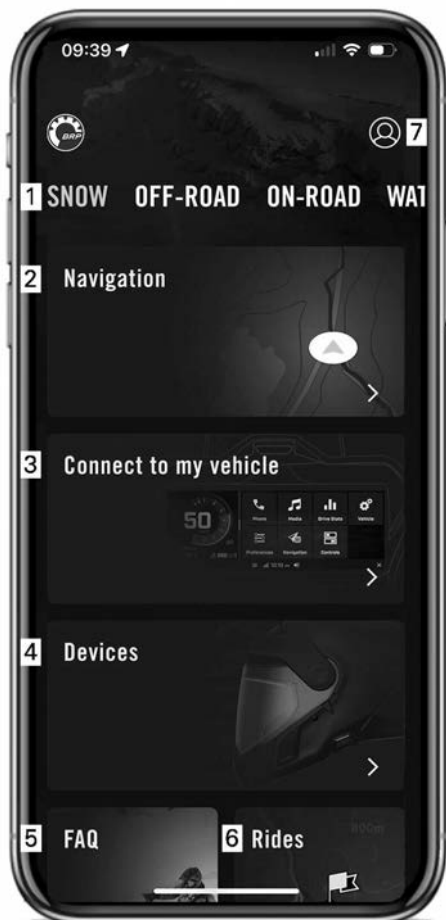 09:39
BRP
7
1 SNOW OFF-ROAD ON-ROAD WAT
2 Navigation
3 Connect to my vehicle
50
Phone Media Drive Stats Vehicle
Preferences Navigation Controls
4 Devices
5 FAQ
6 Rides
800m